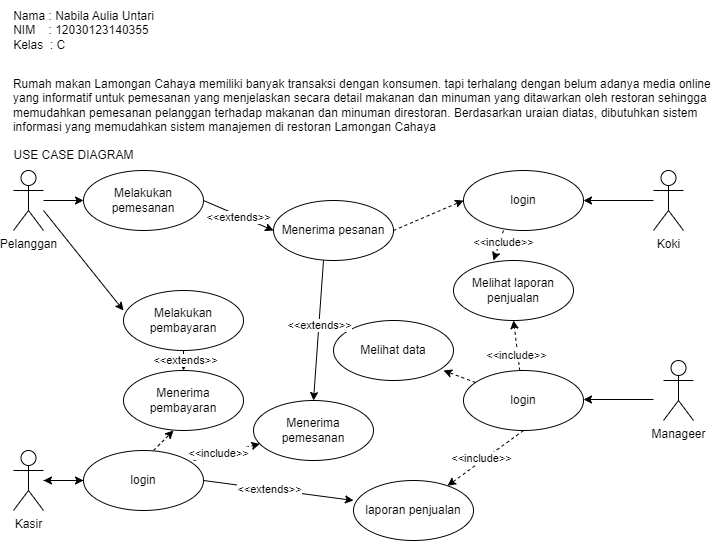 Nama : Nabila Aulia Untari
NIM : 12030123140355
Kelas : C
Rumah makan Lamongan Cahaya memiliki banyak transaksi dengan konsumen. tapi terhalang dengan belum adanya media online
yang informatif untuk pemesanan yang menjelaskan secara detail makanan dan minuman yang ditawarkan oleh restoran sehingga
memudahkan pemesanan pelanggan terhadap makanan dan minuman direstoran. Berdasarkan uraian diatas, dibutuhkan sistem
informasi yang memudahkan sistem manajemen di restoran Lamongan Cahaya
USE CASE DIAGRAM
Melakukan
pemesanan
login
<<extends>>
Menerima pesanan
Pelanggan
<<include>>
Koki
Melihat laporan
penjualan
Melakukan
pembayaran
<<extends>>
Melihat data
<<extends>>
<<include>>
Menerima
pembayaran
login
Menerima
pemesanan
Manageer
<<include>>
<<include>>
login
<<extends>>
laporan penjualan
Kasir